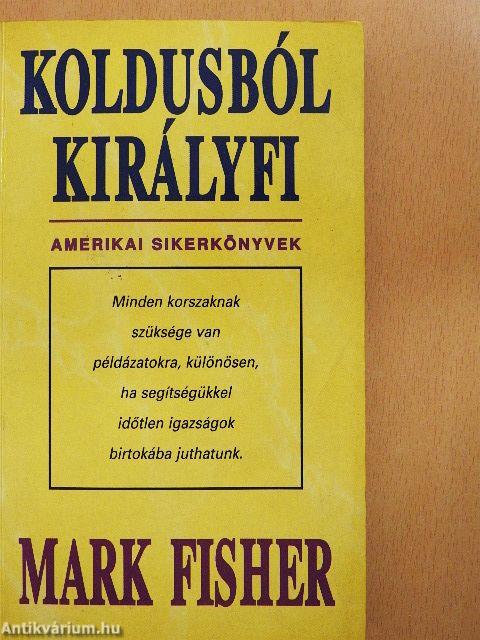 KOLDUSBÓL
KIRÁLYFI
AMERIKAI SIKERKÖNYVEK
Minden korszaknak
szüksége van
példázatokra, különösen,
ha segítségükkel
időtlen igazságok
birtokába juthatunk.
MARK FISHER
Antikvárium.hu